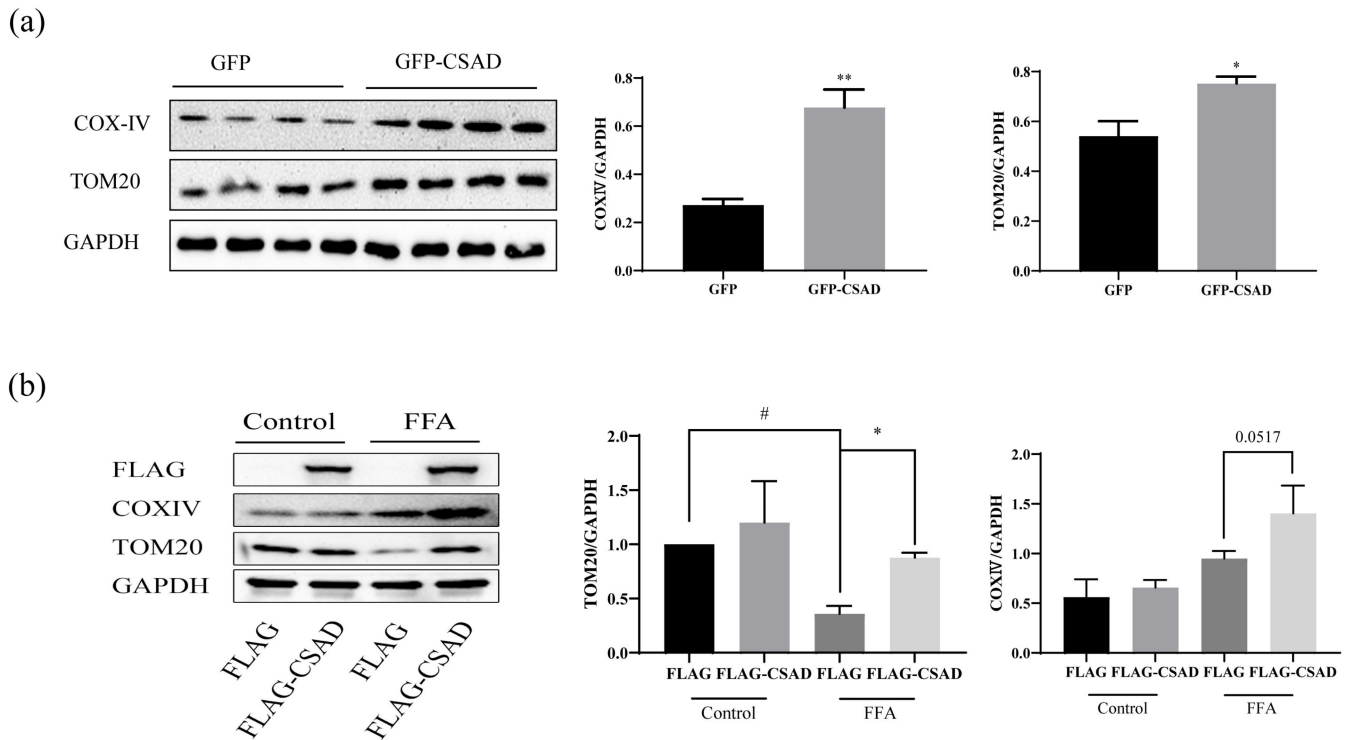 (a)
GFP GFP-CSAD
COX-IV
TOM20
GAPDH
COXIV/GAPDH
0.8
0.6
0.4
0.2
0.0
**
GFP GFP-CSAD
TOM20/GAPDH
0.8
0.6
0.4
0.2
0.0
*
GFP GFP-CSAD
(b)
Control FFA
FLAG
COXIV
TOM20
GAPDH
FLAG
FLAG-CSAD
FLAG
FLAG-CSAD
TOM20/GAPDH
2.0
1.5
1.0
0.5
0.0
#
*
FLAG FLAG-CSAD FLAG FLAG-CSAD
Control FFA
COXIV/GAPDH
2.0
1.5
1.0
0.5
0.0
0.0517
FLAG FLAG-CSAD FLAG FLAG-CSAD
Control FFA